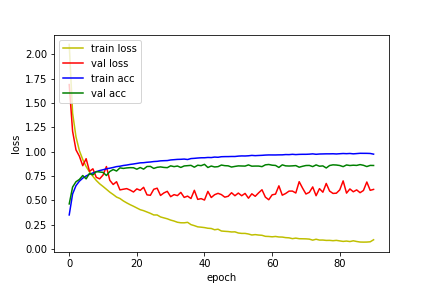 train loss
val loss
train acc
val acc
2.00
1.75
1.50
1.25
1.00
0.75
0.50
0.25
0.00
loss
0 20 40 60 80
epoch